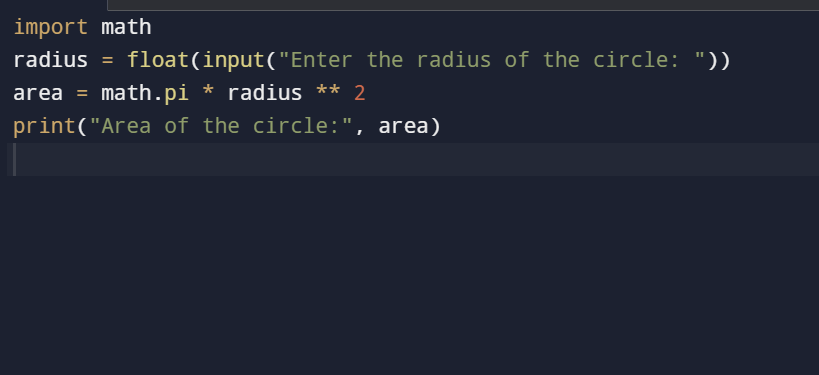 import math
radius = float(input("Enter the radius of the circle: "))
area = math.pi * radius ** 2
print("Area of the circle:", area)